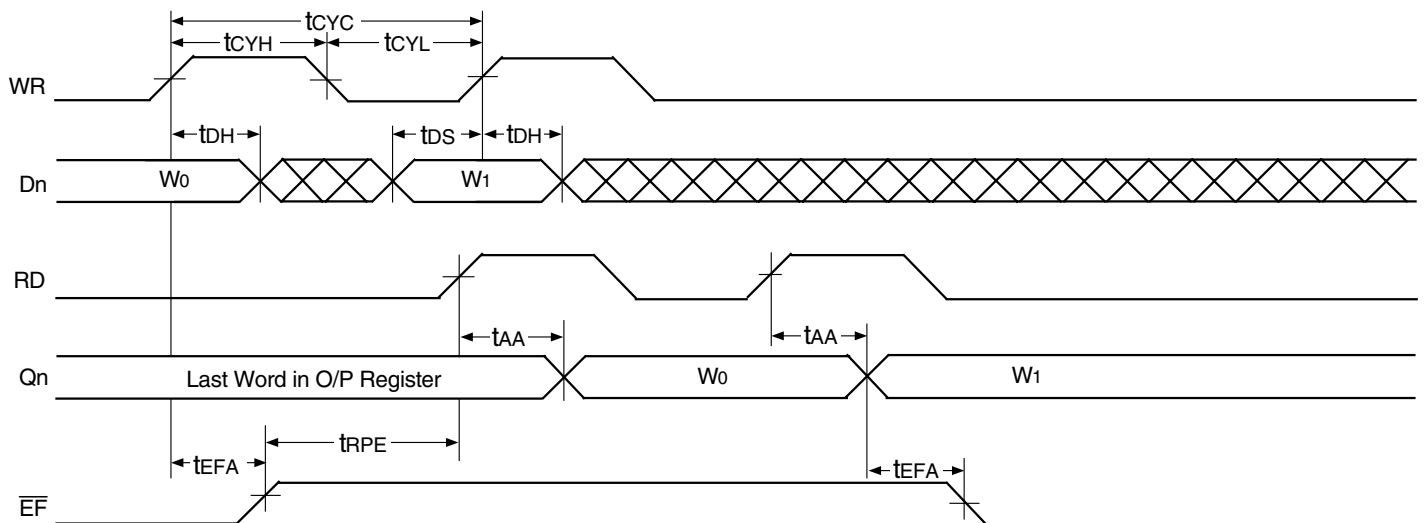 tCYC
tCYH tCYL
WR
tDH tDS tDH
Dn W0 W1
RD
tAA tAA
Qn Last Word in O/P Register W0 W1
tEFA tRPE tEFA
EF